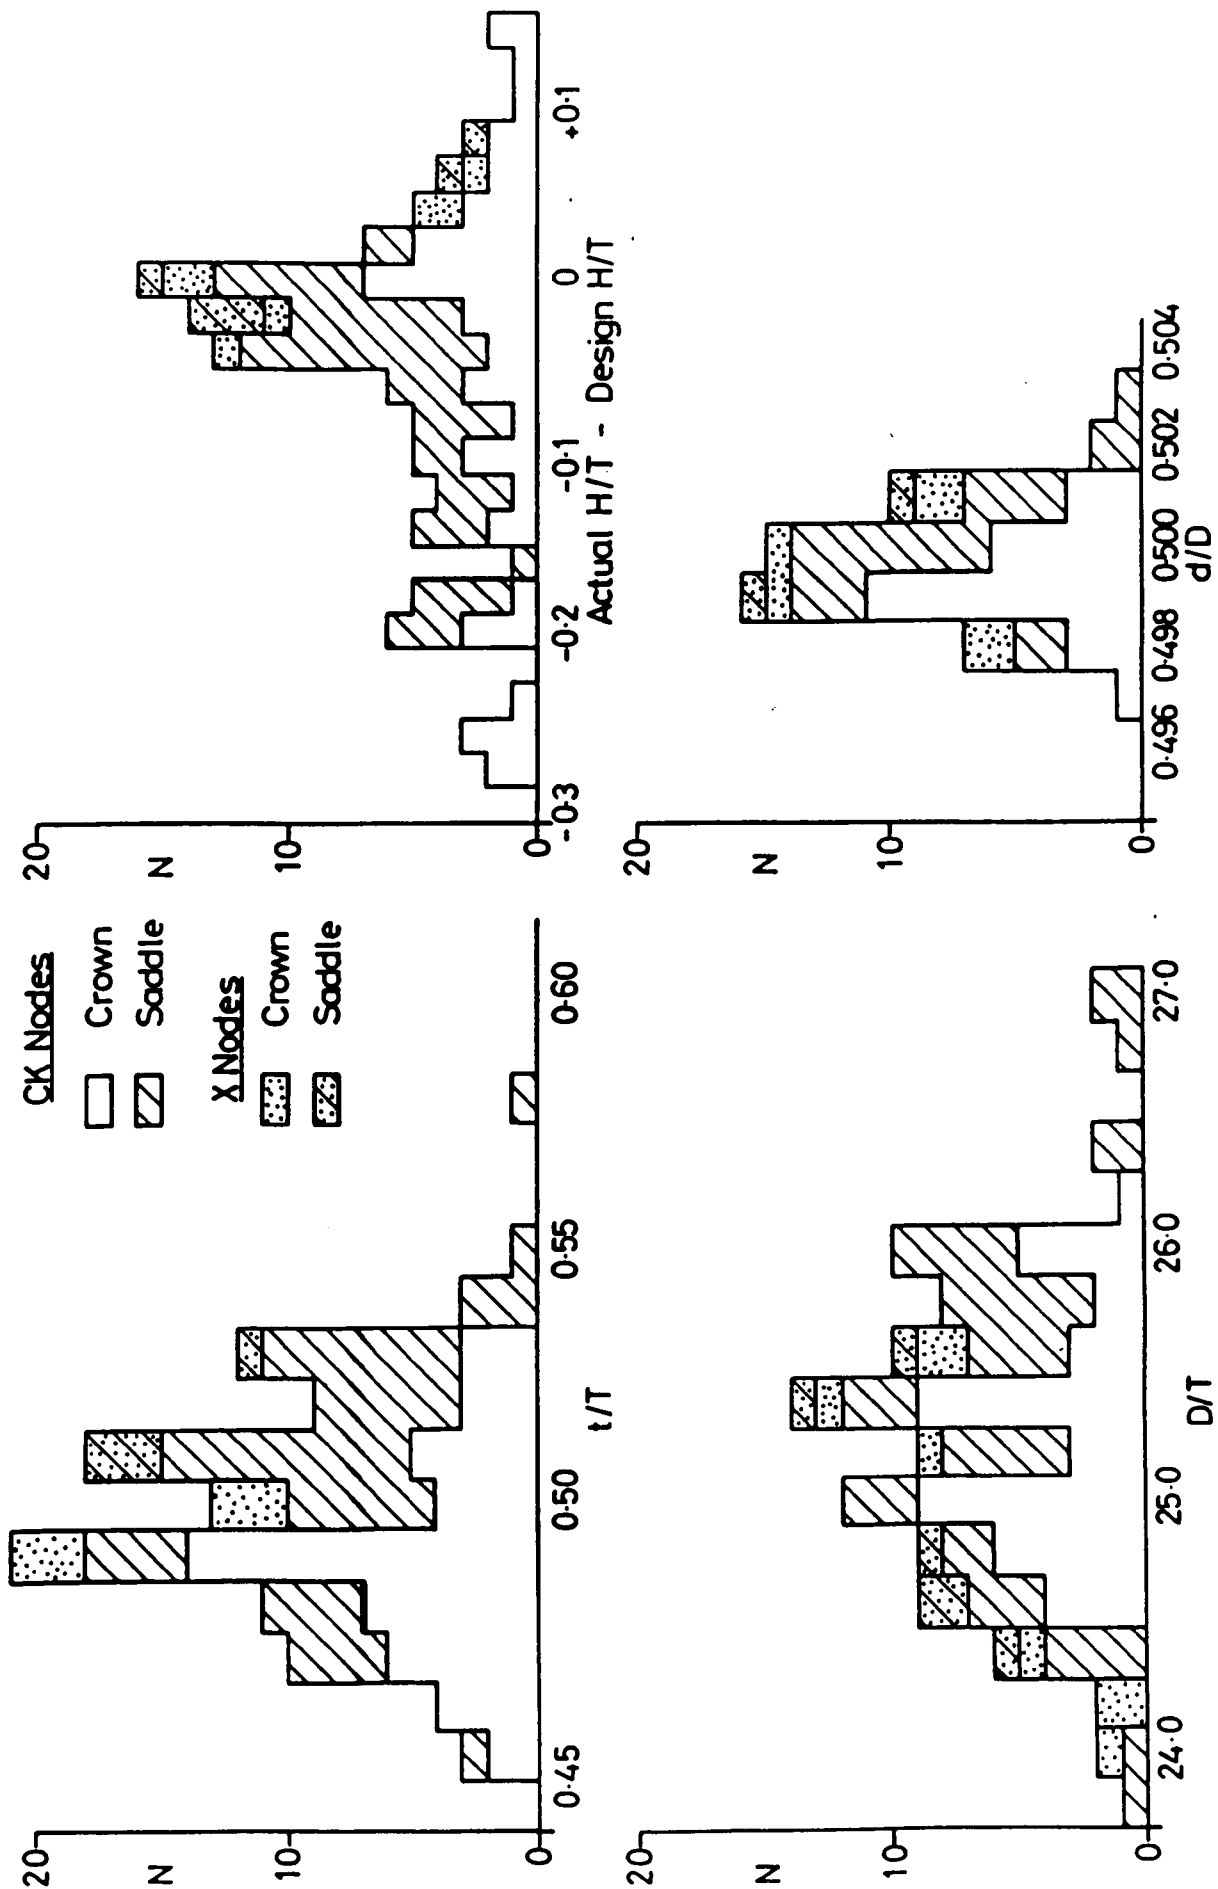 20
N
10
0
0·45
0·50
0·55
0·60
t/T
CK Nodes
Crown
Saddle
X Nodes
Crown
Saddle
20
N
10
0
-0·3
-0·2
-0·1
0
+0·1
Actual H/T - Design H/T
20
N
10
0
24·0
25·0
26·0
27·0
D/T
20
N
10
0
0·496
0·498
0·500
0·502
0·504
d/D